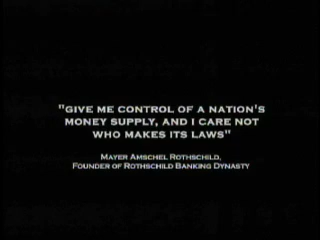 "GIVE ME CONTROL OF A NATION'S
MONEY SUPPLY, AND I CARE NOT
WHO MAKES ITS LAWS"
MAYER AMSCHEL ROTHSCHILD,
FOUNDER OF ROTHSCHILD BANKING DYNASTY